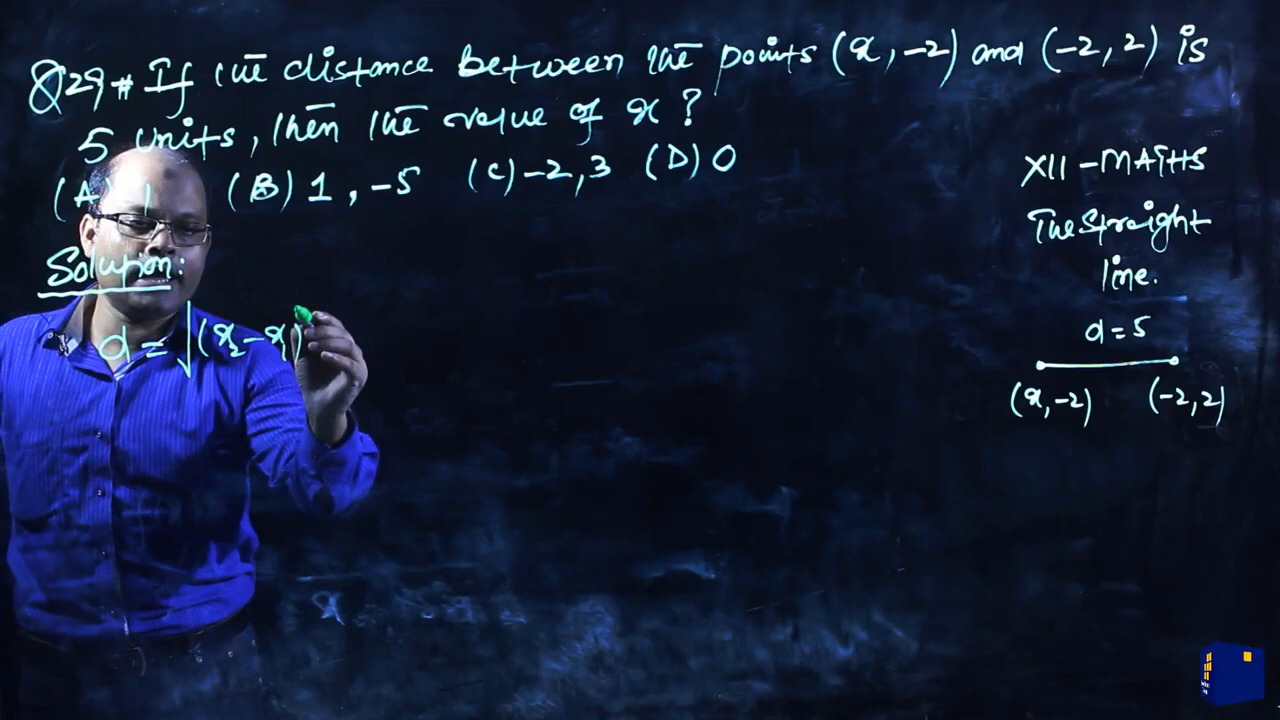 Q29# If the distance between the points (x, -2) and (-2, 2) is
5 units, then the value of x?
(A) 1 (B) 1, -5 (C) -2, 3 (D) 0
XII - MATHS
The Straight
line.
Solution:
d = √(x₂ - x₁)
d = 5
(x, -2) (-2, 2)